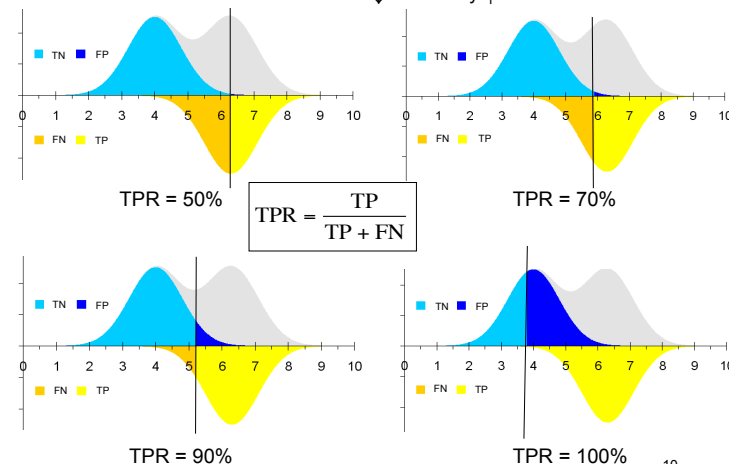 TN FP
0 1 2 3 4 5 6 7 8 9 10
FN TP
TPR = 50%
TN FP
0 1 2 3 4 5 6 7 8 9 10
FN TP
TPR = 70%
TPR = TP / TP + FN
TN FP
0 1 2 3 4 5 6 7 8 9 10
FN TP
TPR = 90%
TN FP
0 1 2 3 4 5 6 7 8 9 10
FN TP
TPR = 100%